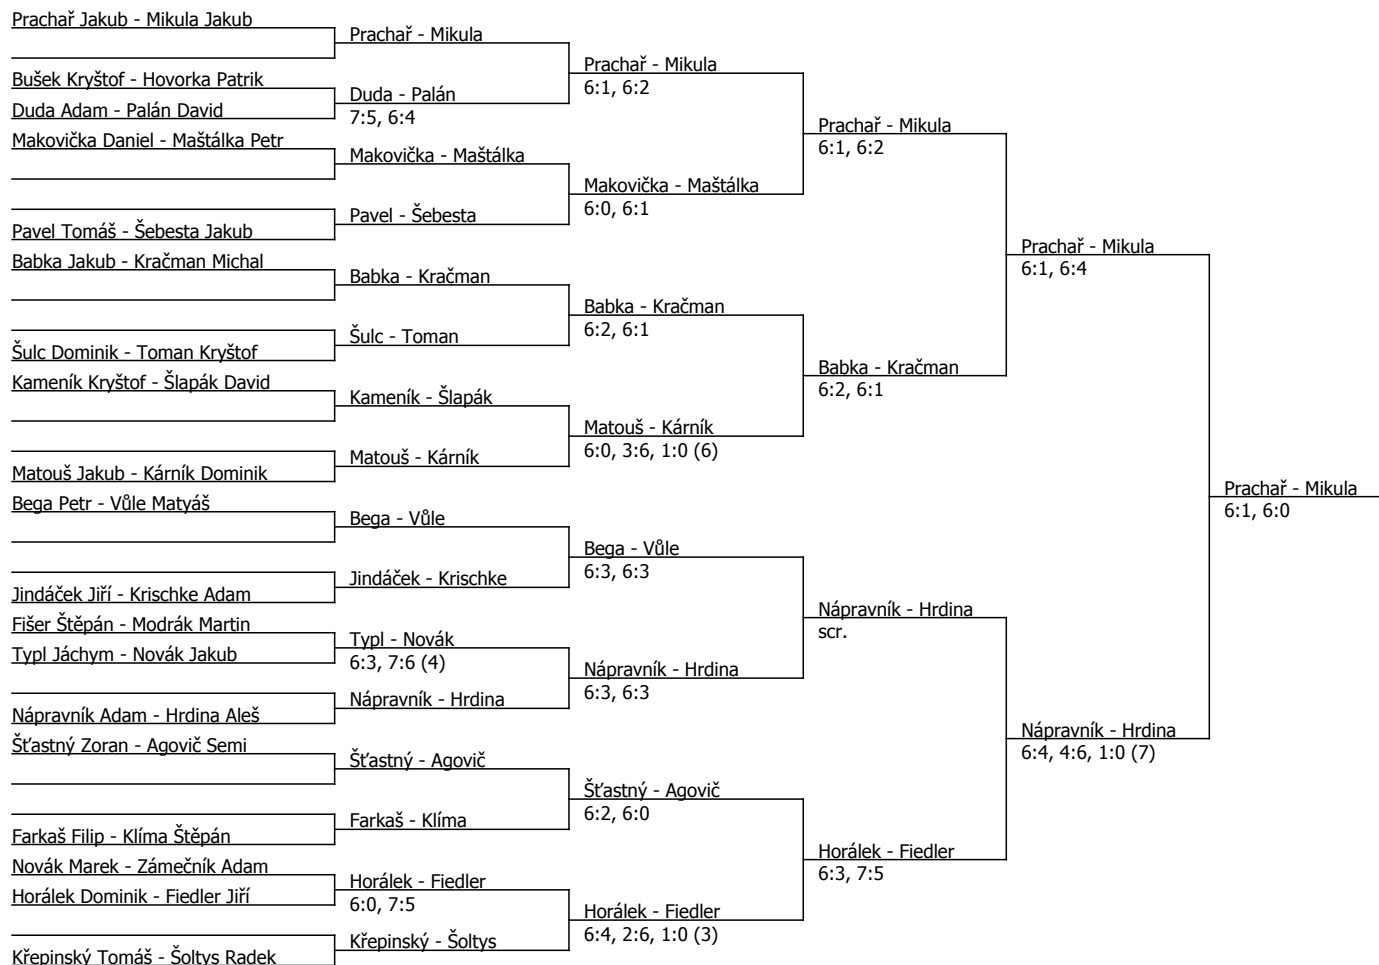 Prachař Jakub - Mikula Jakub
Bušek Kryštof - Hovorka Patrik
Duda Adam - Palán David
Makovička Daniel - Maštálka Petr
Pavel Tomáš - Šebesta Jakub
Babka Jakub - Kračman Michal
Šulc Dominik - Toman Kryštof
Kameník Kryštof - Šlapák David
Matouš Jakub - Kárník Dominik
Bega Petr - Vůle Matyáš
Jindáček Jiří - Krischke Adam
Fišer Štěpán - Modrák Martin
Typl Jáchym - Novák Jakub
Nápravník Adam - Hrdina Aleš
Šťastný Zoran - Agovič Semi
Farkaš Filip - Klíma Štěpán
Novák Marek - Zámečník Adam
Horálek Dominik - Fiedler Jiří
Křepinský Tomáš - Šoltys Radek
Prachař - Mikula
Duda - Palán
7:5, 6:4
Makovička - Maštálka
Pavel - Šebesta
Babka - Kračman
Šulc - Toman
Kameník - Šlapák
Matouš - Kárník
Bega - Vůle
Jindáček - Krischke
Typl - Novák
6:3, 7:6 (4)
Nápravník - Hrdina
Šťastný - Agovič
Farkaš - Klíma
Horálek - Fiedler
6:0, 7:5
Křepinský - Šoltys
Prachař - Mikula
6:1, 6:2
Makovička - Maštálka
6:0, 6:1
Babka - Kračman
6:2, 6:1
Matouš - Kárník
6:0, 3:6, 1:0 (6)
Bega - Vůle
6:3, 6:3
Nápravník - Hrdina
6:3, 6:3
Šťastný - Agovič
6:2, 6:0
Horálek - Fiedler
6:4, 2:6, 1:0 (3)
Prachař - Mikula
6:1, 6:2
Babka - Kračman
6:2, 6:1
Nápravník - Hrdina
scr.
Horálek - Fiedler
6:3, 7:5
Prachař - Mikula
6:1, 6:4
Nápravník - Hrdina
6:4, 4:6, 1:0 (7)
Prachař - Mikula
6:1, 6:0